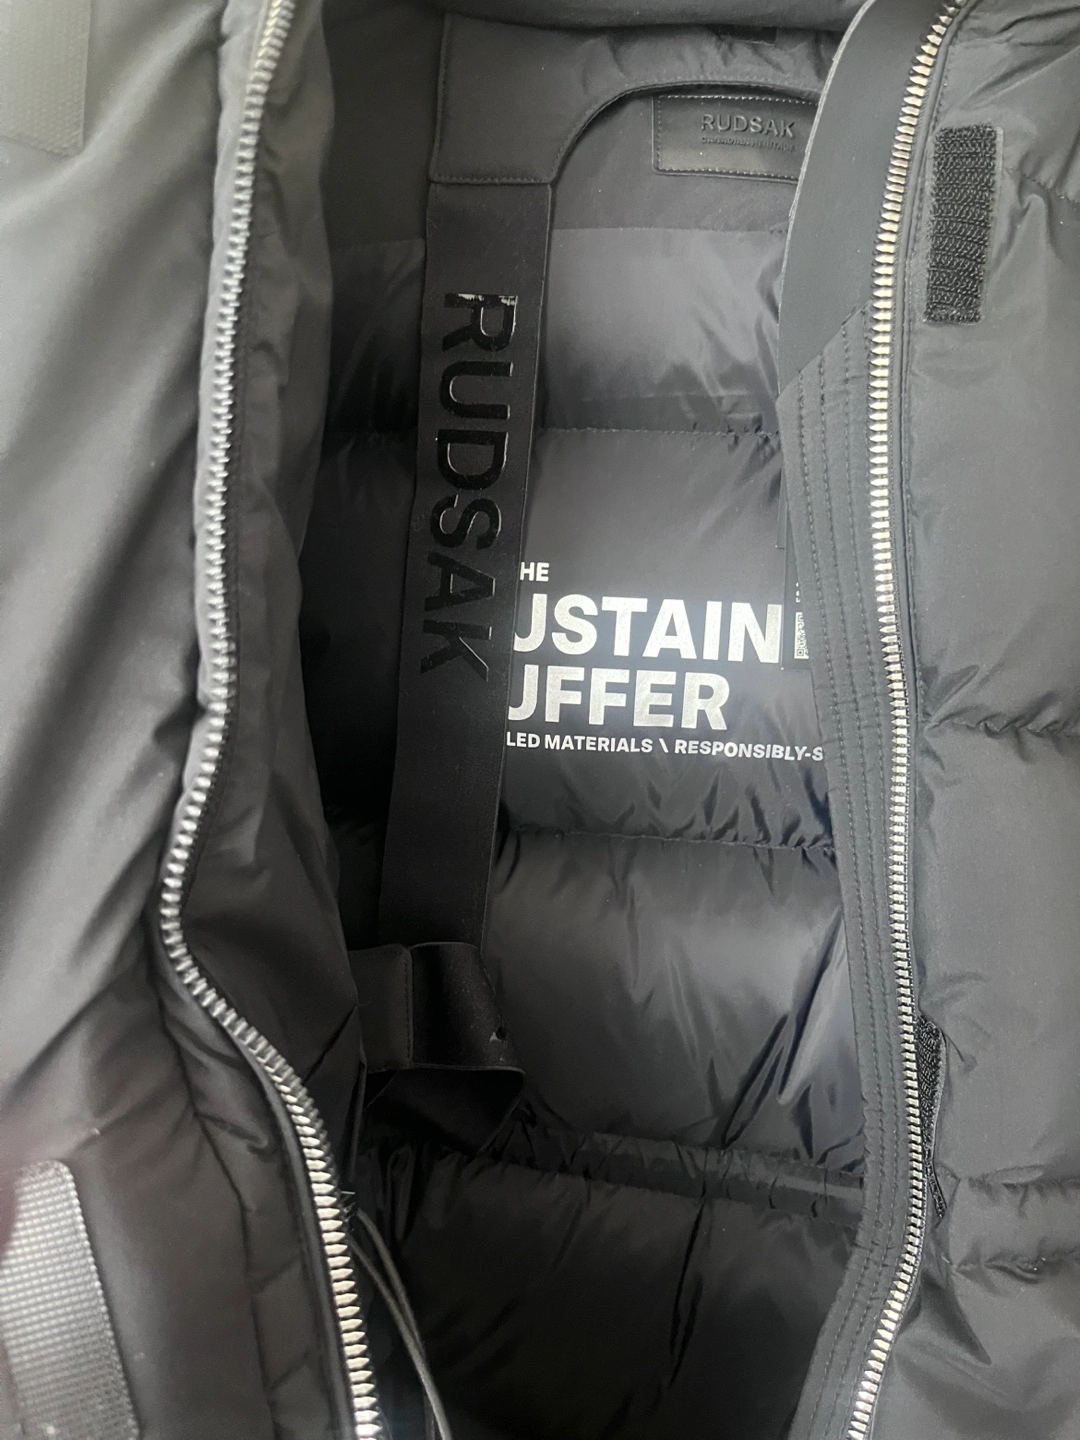 RUDSAK
RUDSAK
HE
USTAIN
UFFER
LED MATERIALS \ RESPONSIBLY-S